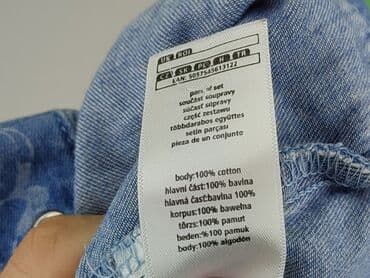 UK ROI
CZ SK PL H TR
EAN. 5057545613122
part of set
součást soupravy
súčasť súpravy
część zestawu
többdarabos együttes
setin parçası
pieza de un conjunto
body:100% cotton
hlavní část:100% bavlna
hlavná časť:bavlna 100%
korpus:100% bawełna
törzs:100% pamut
beden:%100 pamuk
body:100% algodón